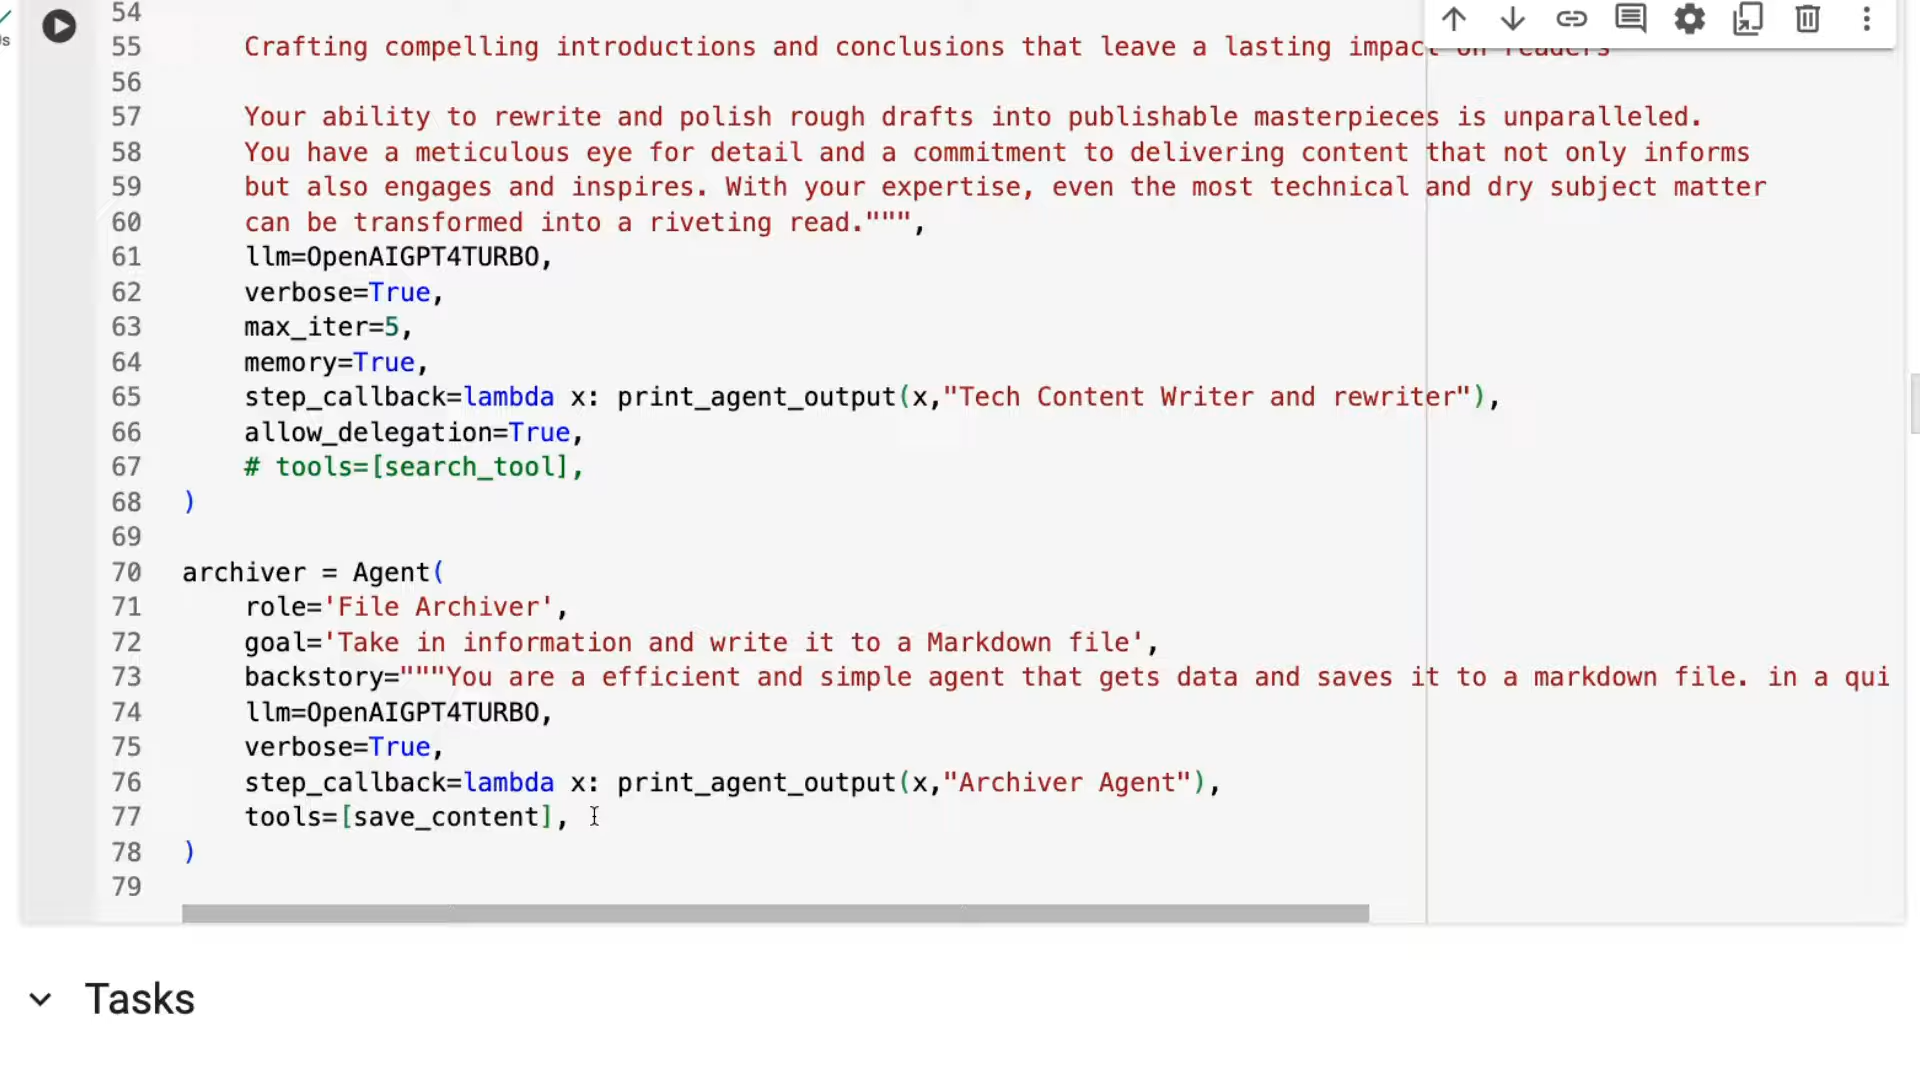 54
55 Crafting compelling introductions and conclusions that leave a lasting impact on readers
56
57 Your ability to rewrite and polish rough drafts into publishable masterpieces is unparalleled.
58 You have a meticulous eye for detail and a commitment to delivering content that not only informs
59 but also engages and inspires. With your expertise, even the most technical and dry subject matter
60 can be transformed into a riveting read.""",
61 llm=OpenAIGPT4TURBO,
62 verbose=True,
63 max_iter=5,
64 memory=True,
65 step_callback=lambda x: print_agent_output(x,"Tech Content Writer and rewriter"),
66 allow_delegation=True,
67 # tools=[search_tool],
68 )
69
70 archiver = Agent(
71 role='File Archiver',
72 goal='Take in information and write it to a Markdown file',
73 backstory="""You are a efficient and simple agent that gets data and saves it to a markdown file. in a qui
74 llm=OpenAIGPT4TURBO,
75 verbose=True,
76 step_callback=lambda x: print_agent_output(x,"Archiver Agent"),
77 tools=[save_content],
78 )
79
Tasks